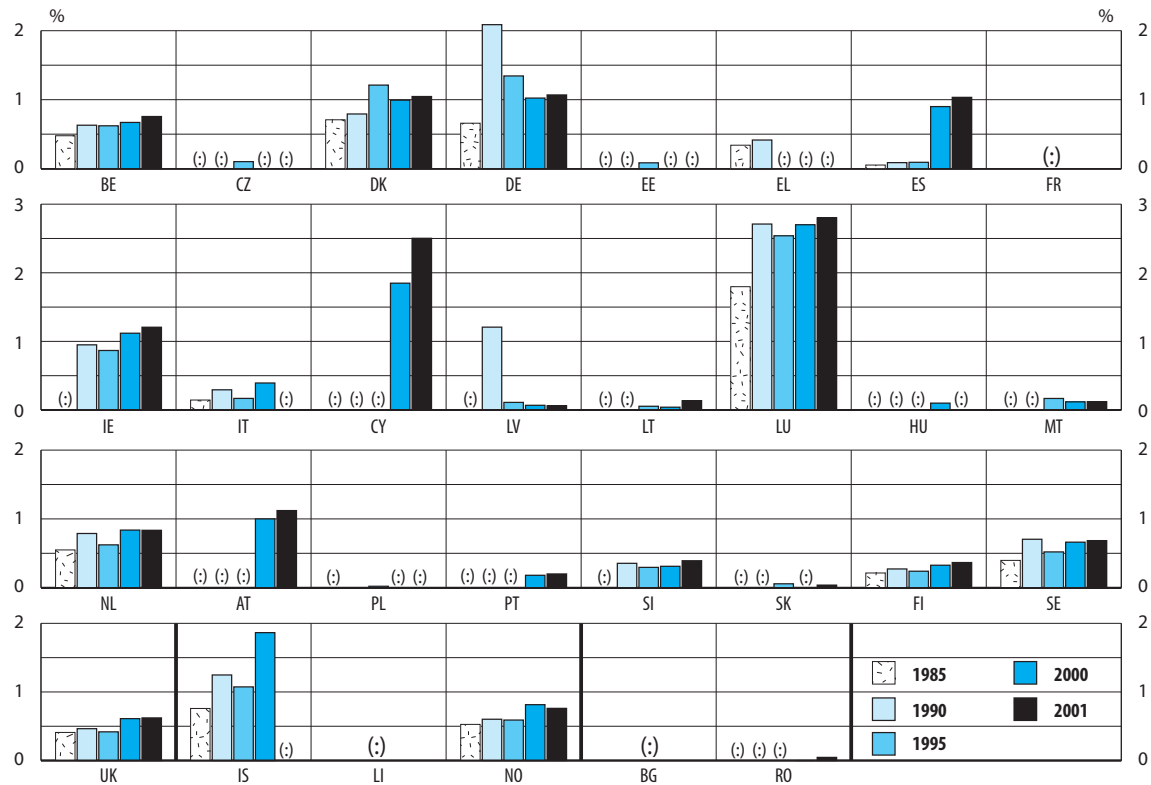 % %
2 2
1 1
(:) (:) (:) (:) (:) (:) (:) (:) (:) (:) (:) (:)
0 0
BE CZ DK DE EE EL ES FR
3 3
2 2
1 1
(:) (:) (:) (:) (:) (:) (:) (:) (:) (:) (:) (:) (:) (:) (:)
0 0
IE IT CY LV LT LU HU MT
2 2
1 1
(:) (:) (:) (:) (:) (:) (:) (:) (:) (:) (:) (:) (:)
0 0
NL AT PL PT SI SK FI SE
2 2
1985 2000
1 1990 2001 1
1995
(:) (:) (:) (:) (:) (:)
0 0
UK IS LI NO BG RO